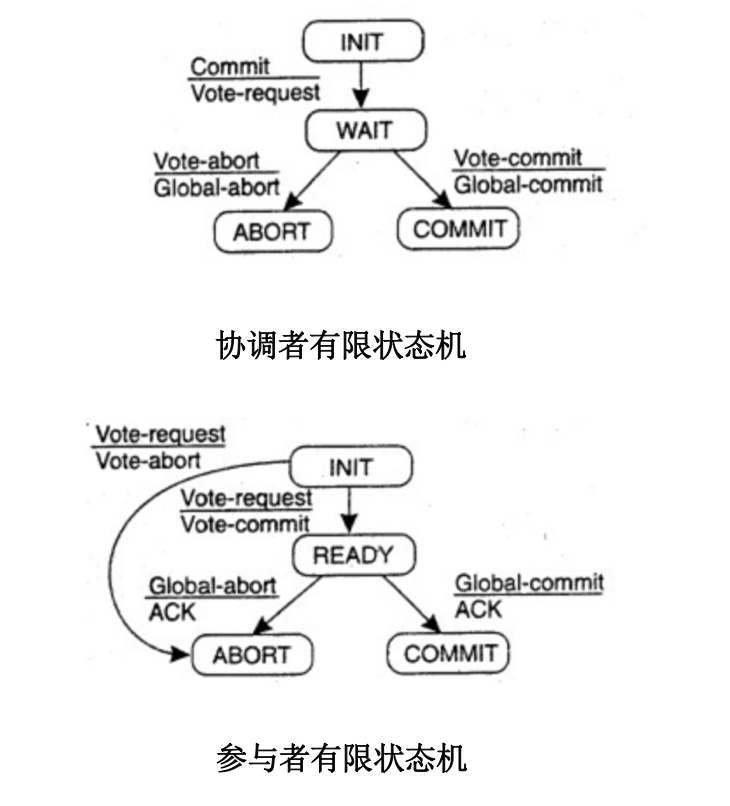 INIT
Commit
Vote-request
WAIT
Vote-abort
Global-abort
Vote-commit
Global-commit
ABORT
COMMIT
协调者有限状态机
Vote-request
Vote-abort
INIT
Vote-request
Vote-commit
READY
Global-abort
ACK
Global-commit
ACK
ABORT
COMMIT
参与者有限状态机